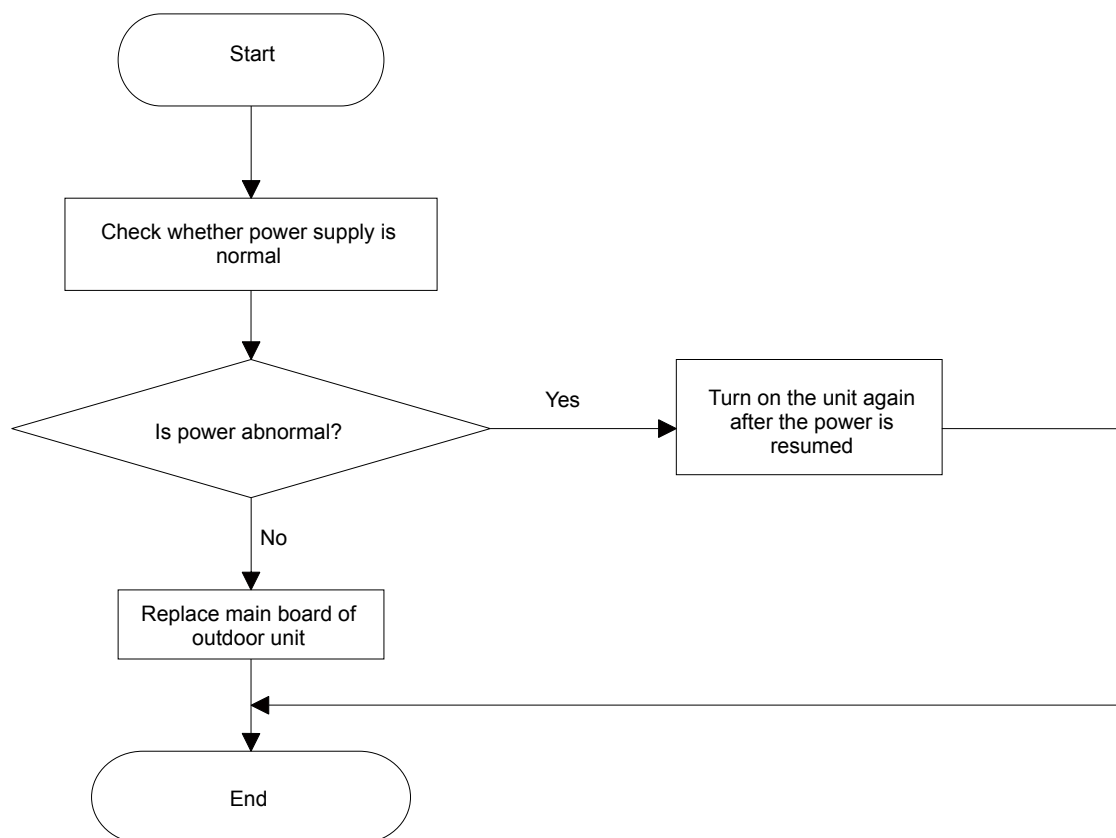 Start
Check whether power supply is
normal
Is power abnormal?
Yes
Turn on the unit again
after the power is
resumed
No
Replace main board of
outdoor unit
End